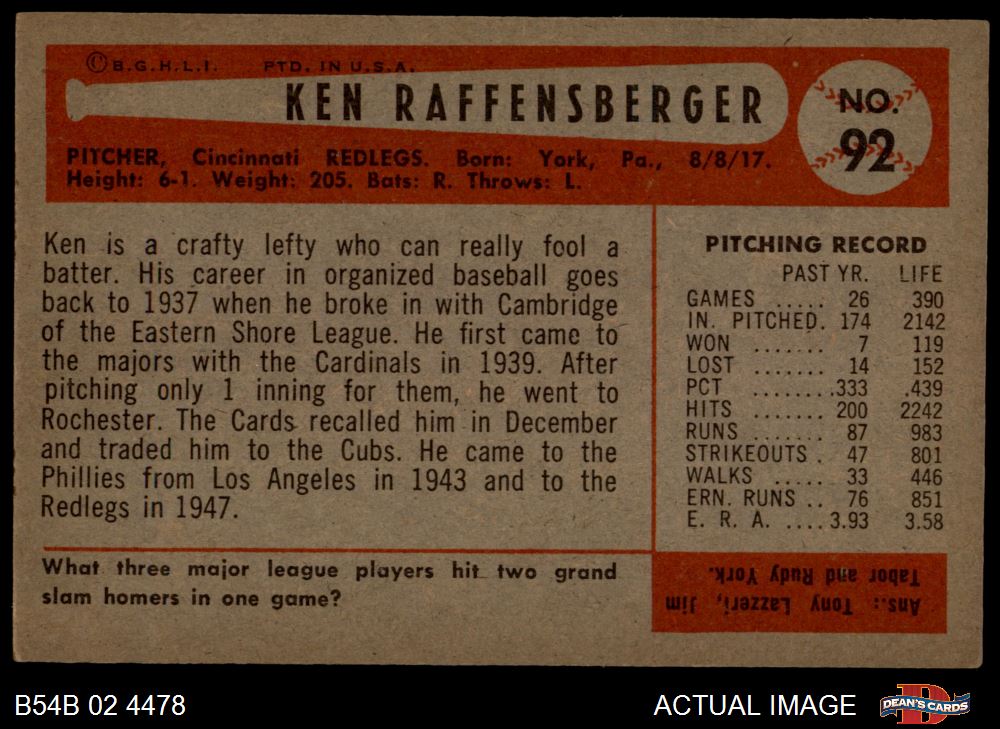 ©B.G.H.L.I. PTD. IN U.S.A.
KEN RAFFENSBERGER
NO.
92
PITCHER, Cincinnati REDLEGS. Born: York, Pa., 8/8/17.
Height: 6-1. Weight: 205. Bats: R. Throws: L.
Ken is a crafty lefty who can really fool a
batter. His career in organized baseball goes
back to 1937 when he broke in with Cambridge
of the Eastern Shore League. He first came to
the majors with the Cardinals in 1939. After
pitching only 1 inning for them, he went to
Rochester. The Cards recalled him in December
and traded him to the Cubs. He came to the
Phillies from Los Angeles in 1943 and to the
Redlegs in 1947.
PITCHING RECORD
PAST YR. LIFE
GAMES ..... 26 390
IN. PITCHED. 174 2142
WON ....... 7 119
LOST ....... 14 152
PCT .......333 .439
HITS ....... 200 2242
RUNS ....... 87 983
STRIKEOUTS . 47 801
WALKS ..... 33 446
ERN. RUNS .. 76 851
E. R. A. ....3.93 3.58
What three major league players hit two grand
slam homers in one game?
Ans.: Tony Lazzeri, Jim
Tabor and Rudy York.
B54B 02 4478
ACTUAL IMAGE
DEAN'S CARDS